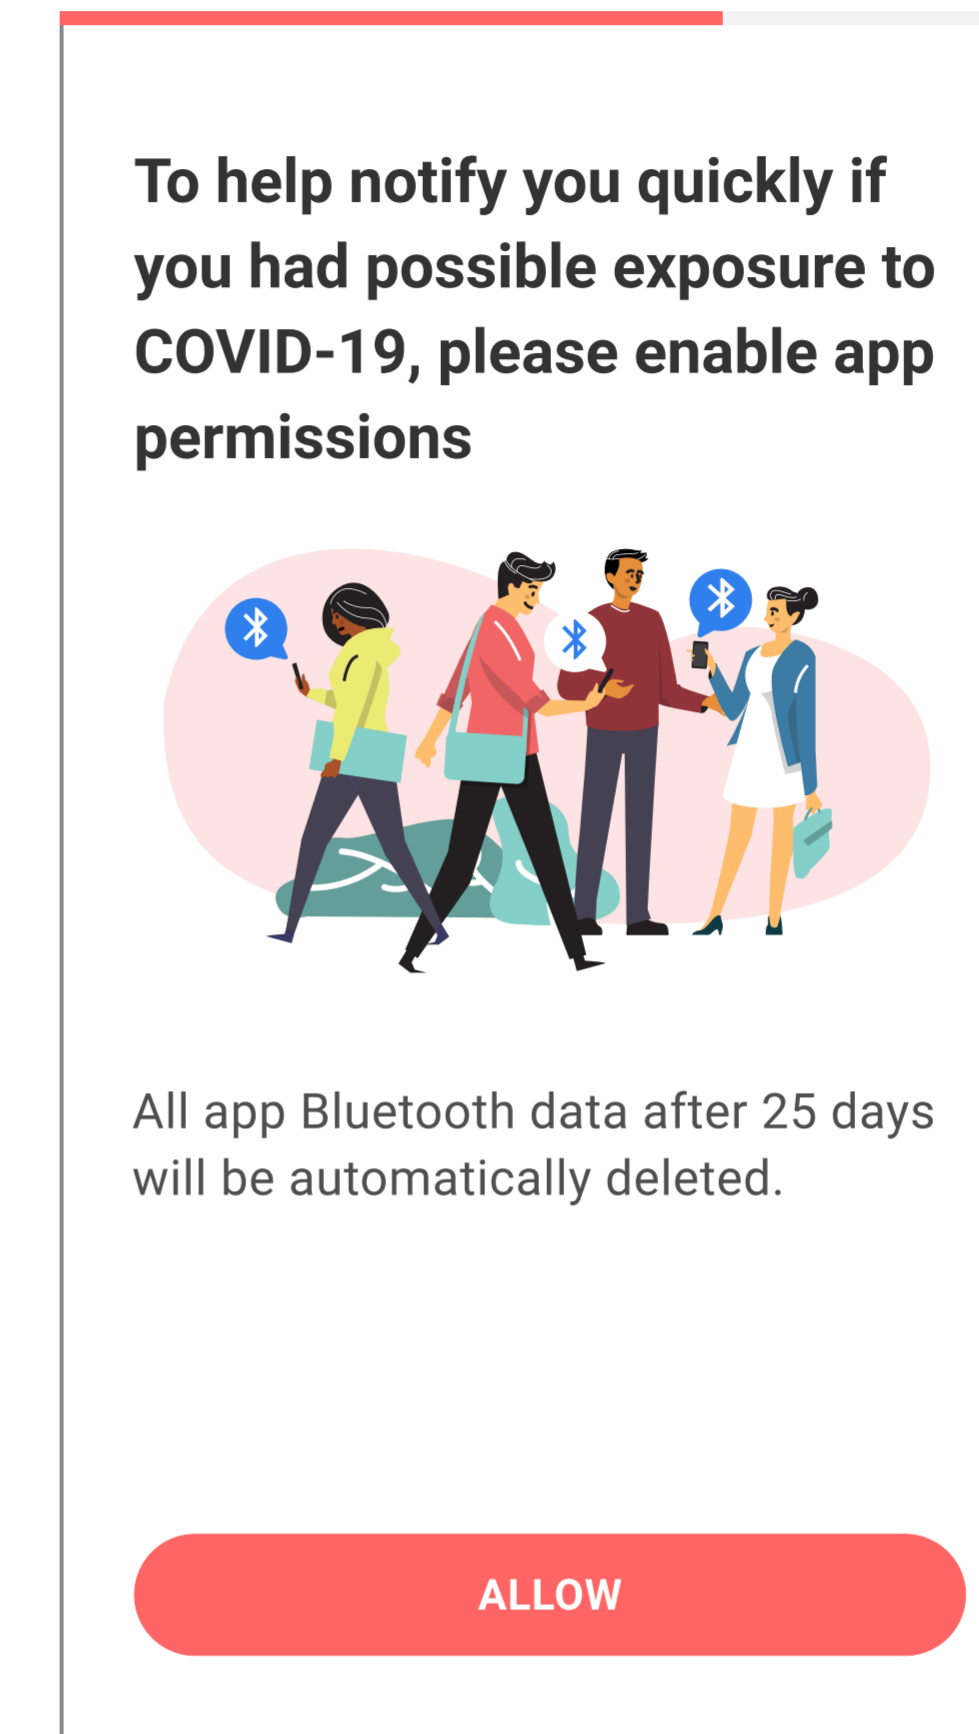 To help notify you quickly if
you had possible exposure to
COVID-19, please enable app
permissions
All app Bluetooth data after 25 days
will be automatically deleted.
ALLOW